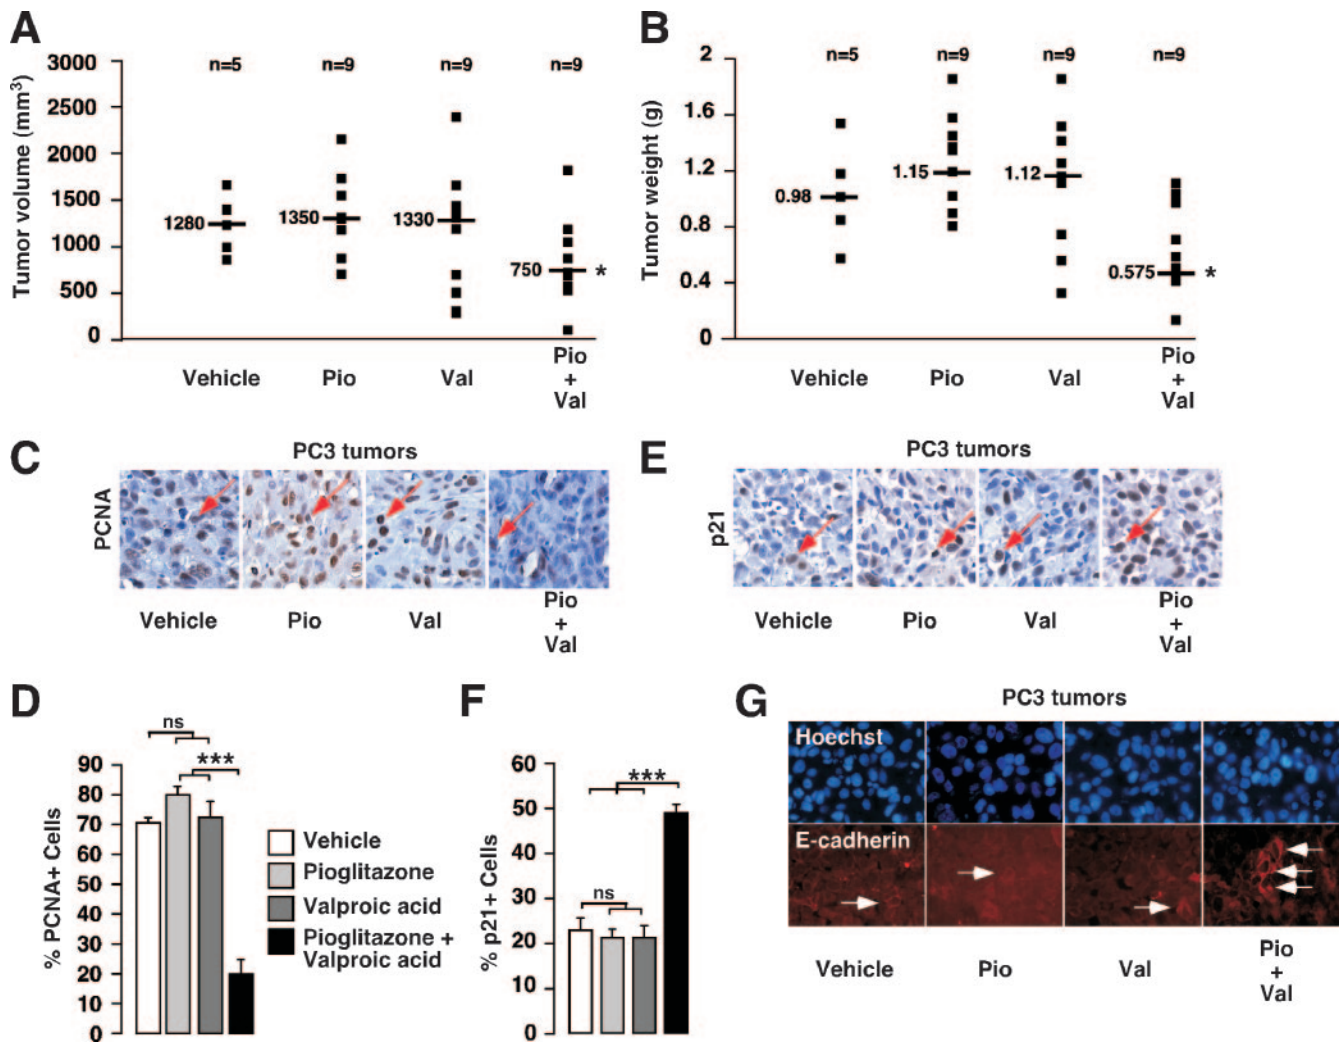 A
Tumor volume (mm³)
3000
2500
2000
1500
1000
500
0
n=5
n=9
n=9
n=9
1280
1350
1330
750
*
Vehicle
Pio
Val
Pio
+
Val
B
Tumor weight (g)
2
1.6
1.2
0.8
0.4
0
n=5
n=9
n=9
n=9
0.98
1.15
1.12
0.575
*
Vehicle
Pio
Val
Pio
+
Val
C
PC3 tumors
PCNA
Vehicle
Pio
Val
Pio
+
Val
E
PC3 tumors
p21
Vehicle
Pio
Val
Pio
+
Val
D
% PCNA+ Cells
90
80
70
60
50
40
30
20
10
0
ns
***
Vehicle
Pioglitazone
Valproic acid
Pioglitazone +
Valproic acid
F
% p21+ Cells
60
50
40
30
20
10
0
ns
***
G
PC3 tumors
Hoechst
E-cadherin
Vehicle
Pio
Val
Pio
+
Val